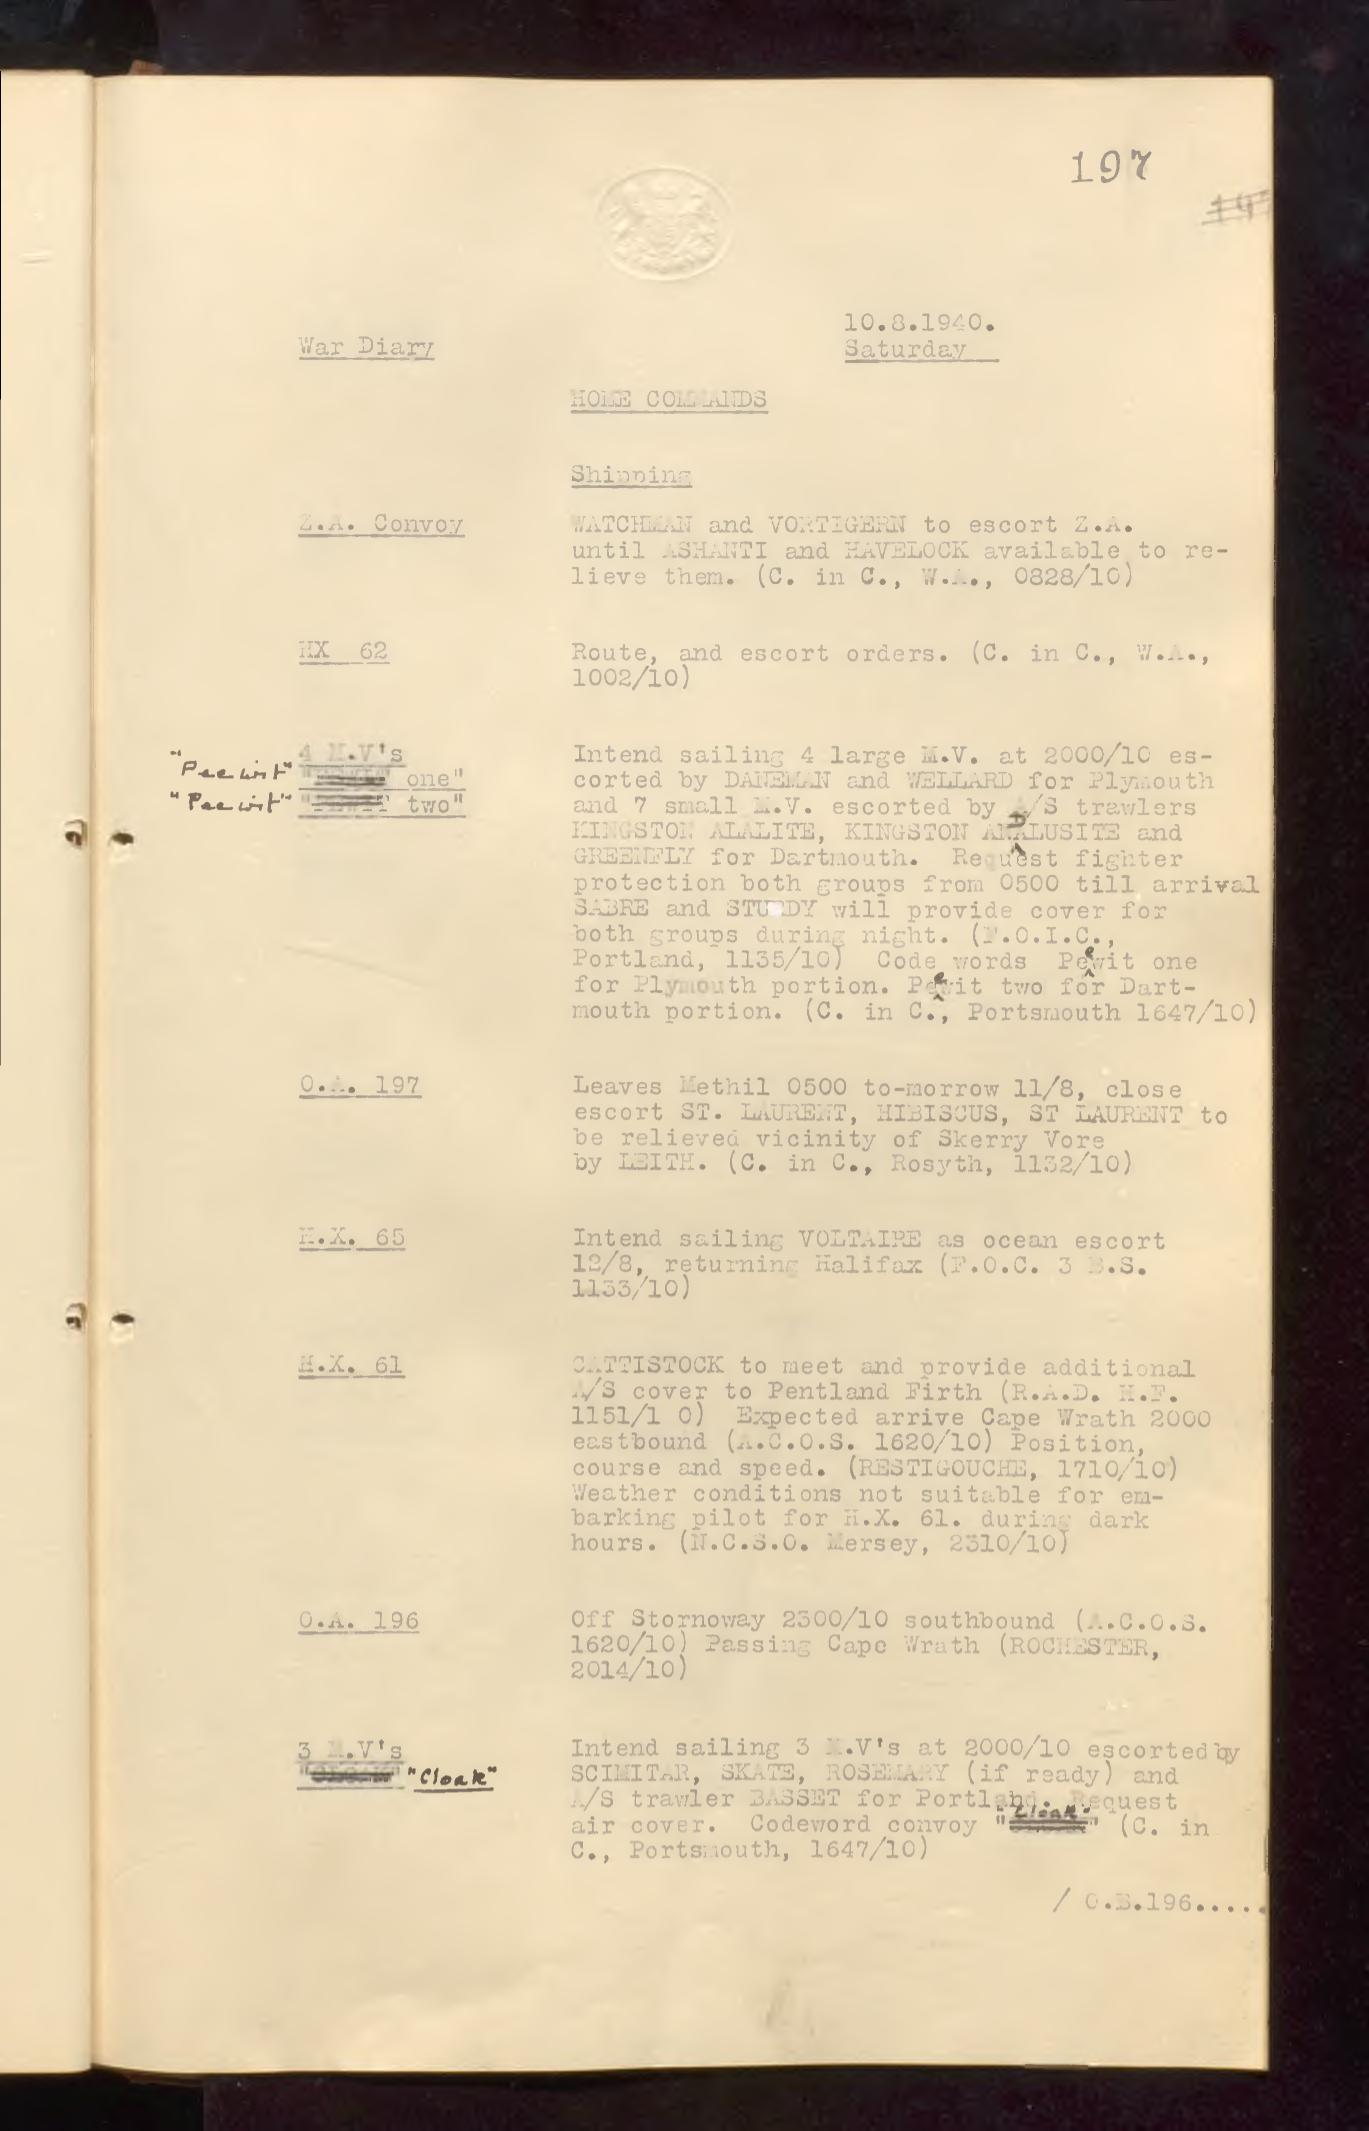 197
War Diary
10.8.1940.
Saturday
HOME COMMANDS
Shipping
Z.A. Convoy
WATCHMAN and VORTIGERN to escort Z.A.
until ASHANTI and HAVELOCK available to re-
lieve them. (C. in C., W.A., 0828/10)
HX 62
Route, and escort orders. (C. in C., W.A.,
1002/10)
4 M.V's
"Peewit" one"
"Peewit" two"
Intend sailing 4 large M.V. at 2000/10 es-
corted by DANEMAN and WELLARD for Plymouth
and 7 small M.V. escorted by A/S trawlers
KINGSTON ALALITE, KINGSTON ANDALUSITE and
GREENFLY for Dartmouth. Request fighter
protection both groups from 0500 till arrival
SABRE and STURDY will provide cover for
both groups during night. (F.O.I.C.,
Portland, 1135/10) Code words Peewit one
for Plymouth portion. Peewit two for Dart-
mouth portion. (C. in C., Portsmouth 1647/10)
O.A. 197
Leaves Methil 0500 to-morrow 11/8, close
escort ST. LAURENT, HIBISCUS, ST LAURENT to
be relieved vicinity of Skerry Vore
by LEITH. (C. in C., Rosyth, 1132/10)
H.X. 65
Intend sailing VOLTAIRE as ocean escort
12/8, returning Halifax (F.O.C. 3 B.S.
1133/10)
H.X. 61
CATTISTOCK to meet and provide additional
A/S cover to Pentland Firth (R.A.D. H.F.
1151/1 0) Expected arrive Cape Wrath 2000
eastbound (A.C.O.S. 1620/10) Position,
course and speed. (RESTIGOUCHE, 1710/10)
Weather conditions not suitable for em-
barking pilot for H.X. 61. during dark
hours. (N.C.S.O. Mersey, 2310/10)
O.A. 196
Off Stornoway 2300/10 southbound (A.C.O.S.
1620/10) Passing Cape Wrath (ROCHESTER,
2014/10)
3 M.V's
"Cloak"
Intend sailing 3 M.V's at 2000/10 escorted by
SCIMITAR, SKATE, ROSEMARY (if ready) and
A/S trawler BASSET for Portland. Request
air cover. Codeword convoy "Cloak" (C. in
C., Portsmouth, 1647/10)
/ O.B.196.....